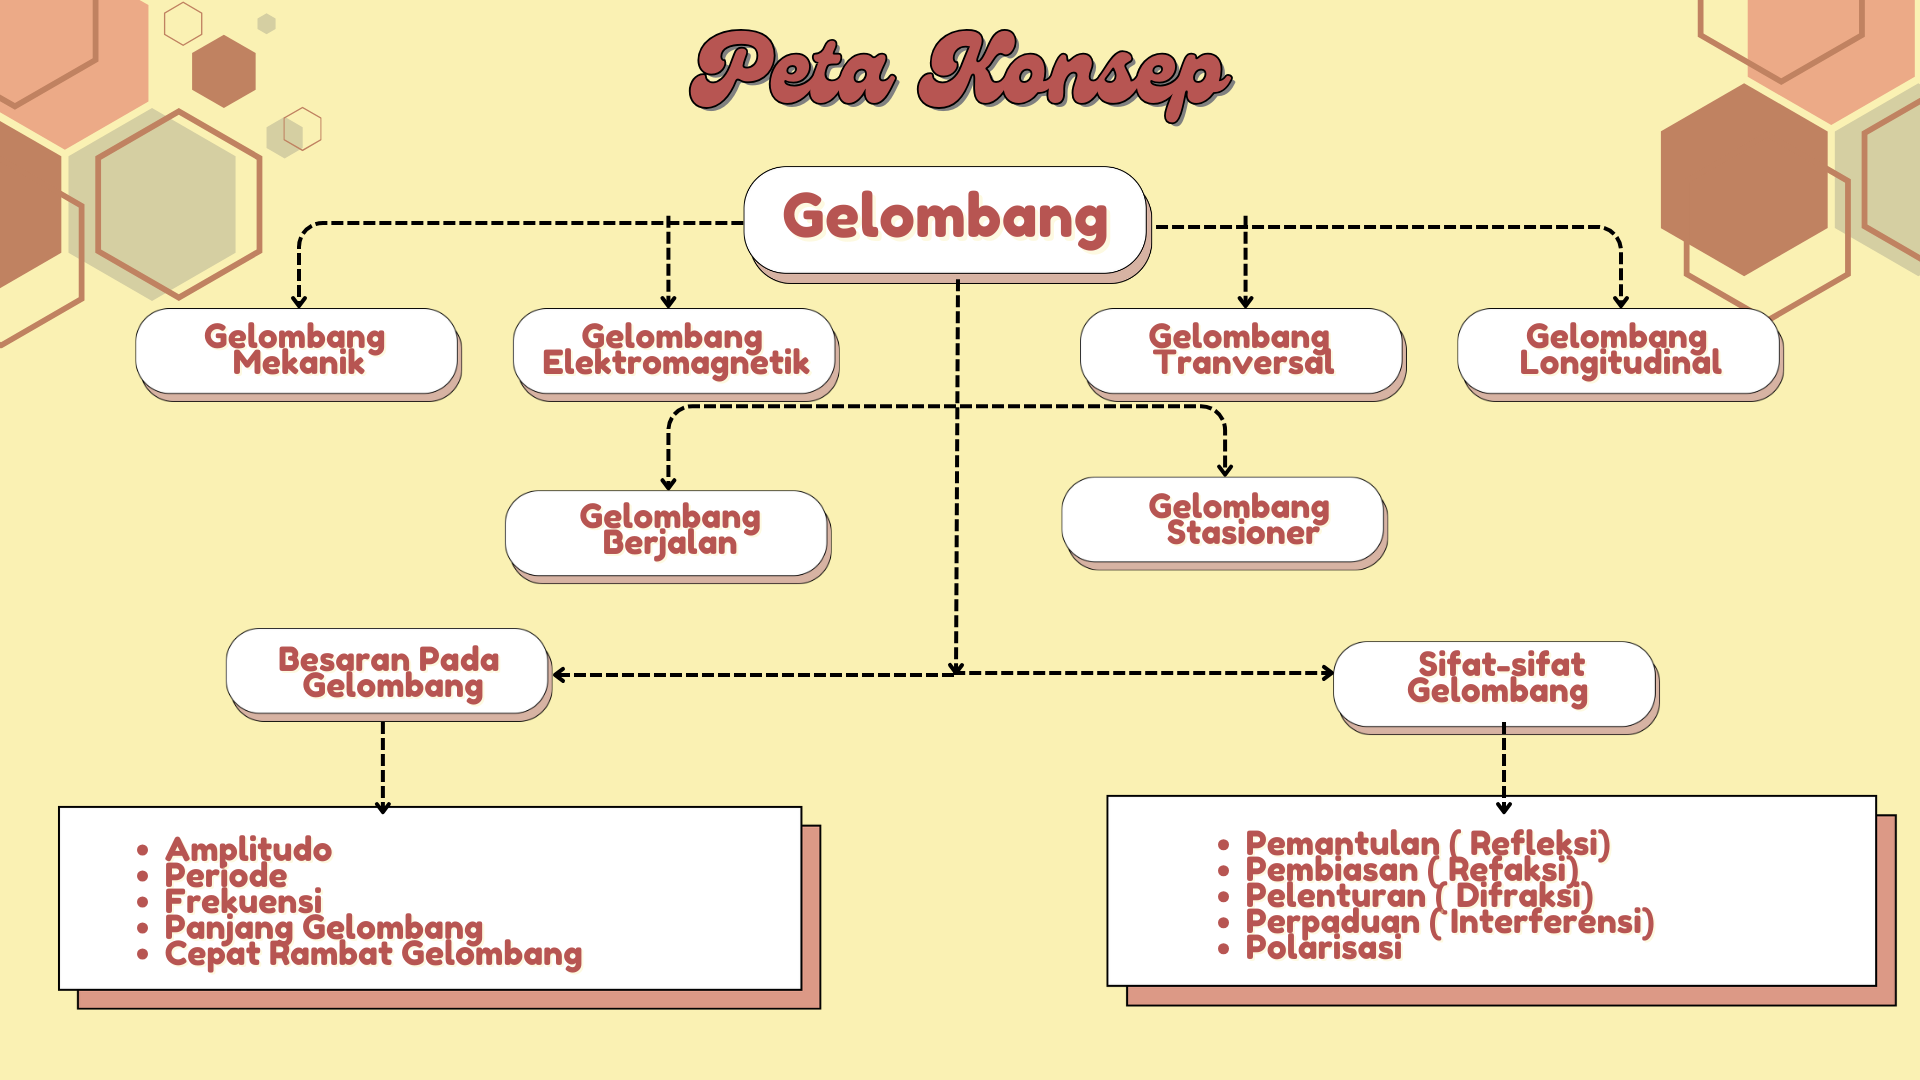 Peta Konsep
Gelombang
Gelombang
Mekanik
Gelombang
Elektromagnetik
Gelombang
Tranversal
Gelombang
Longitudinal
Gelombang
Berjalan
Gelombang
Stasioner
Besaran Pada
Gelombang
Sifat-sifat
Gelombang
• Amplitudo
• Periode
• Frekuensi
• Panjang Gelombang
• Cepat Rambat Gelombang
• Pemantulan ( Refleksi)
• Pembiasan ( Refaksi)
• Pelenturan ( Difraksi)
• Perpaduan ( Interferensi)
• Polarisasi